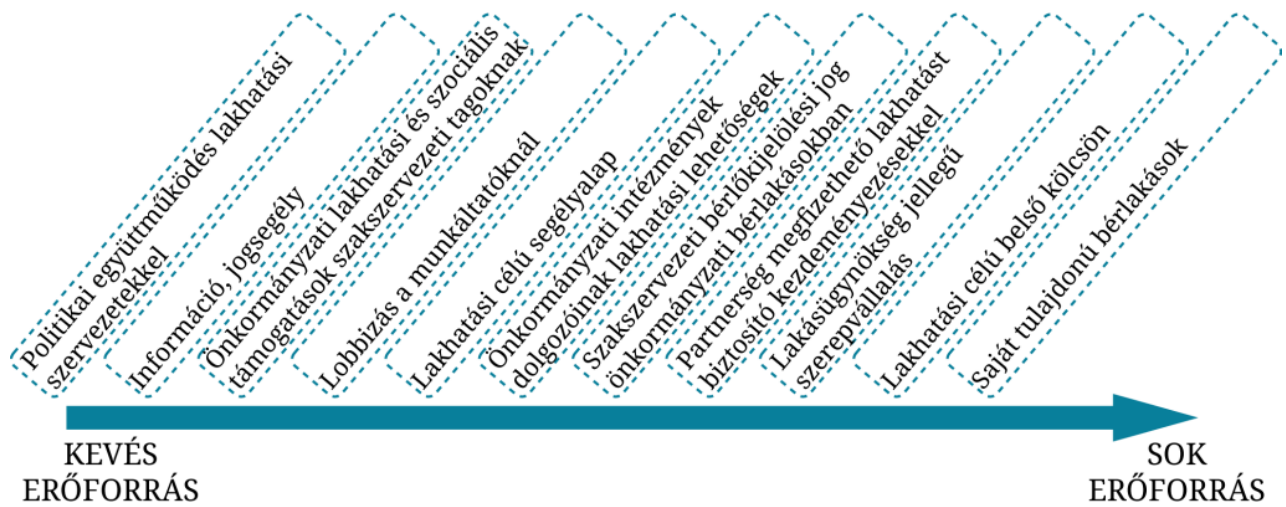 Politikai együttműködés lakhatási
szervezetekkel
Információ, jogsegély
Önkormányzati lakhatási és szociális
támogatások szakszervezeti tagoknak
Lobbizás a munkáltatóknál
Lakhatási célú segélyalap
Önkormányzati intézmények
dolgozóinak lakhatási lehetőségek
Szakszervezeti bérlőkijelölési jog
önkormányzati bérlakásokban
Partnerség megfizethető lakhatást
biztosító kezdeményezésekkel
Lakásügynökség jellegű
szerepvállalás
Lakhatási célú belső kölcsön
Saját tulajdonú bérlakások
KEVÉS
ERŐFORRÁS
SOK
ERŐFORRÁS